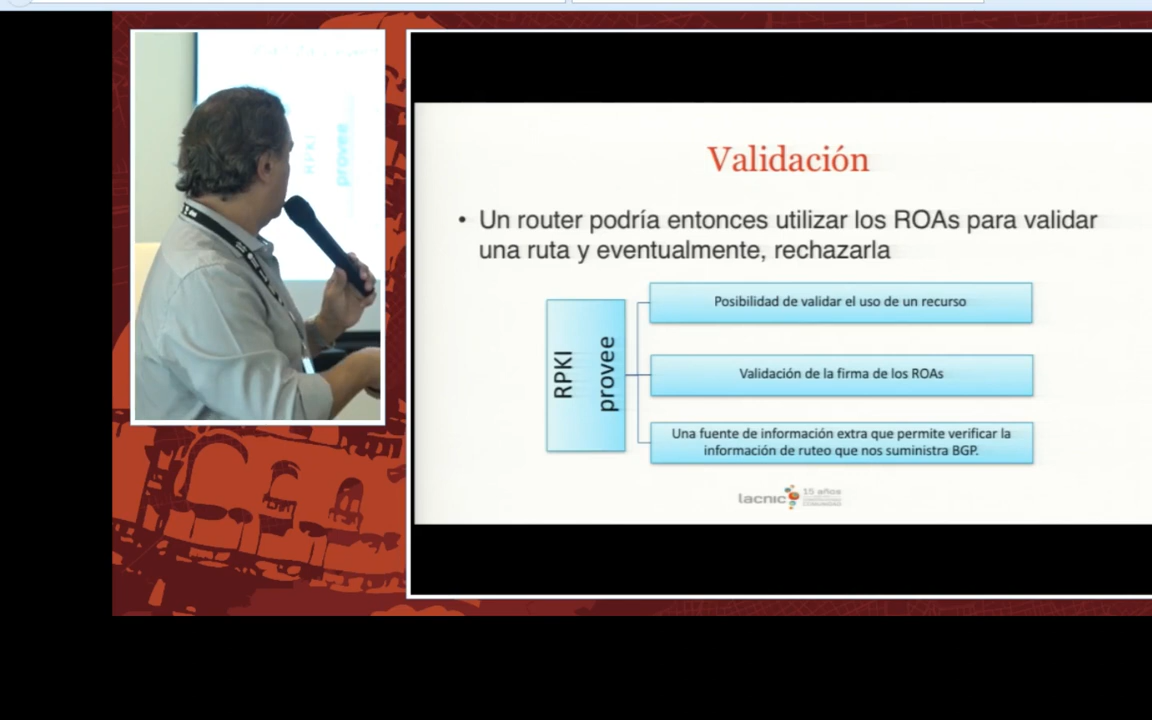 RPKI
provee
Validación
• Un router podría entonces utilizar los ROAs para validar
una ruta y eventualmente, rechazarla
RPKI
provee
Posibilidad de validar el uso de un recurso
Validación de la firma de los ROAs
Una fuente de información extra que permite verificar la
información de ruteo que nos suministra BGP.
lacnic 15 años